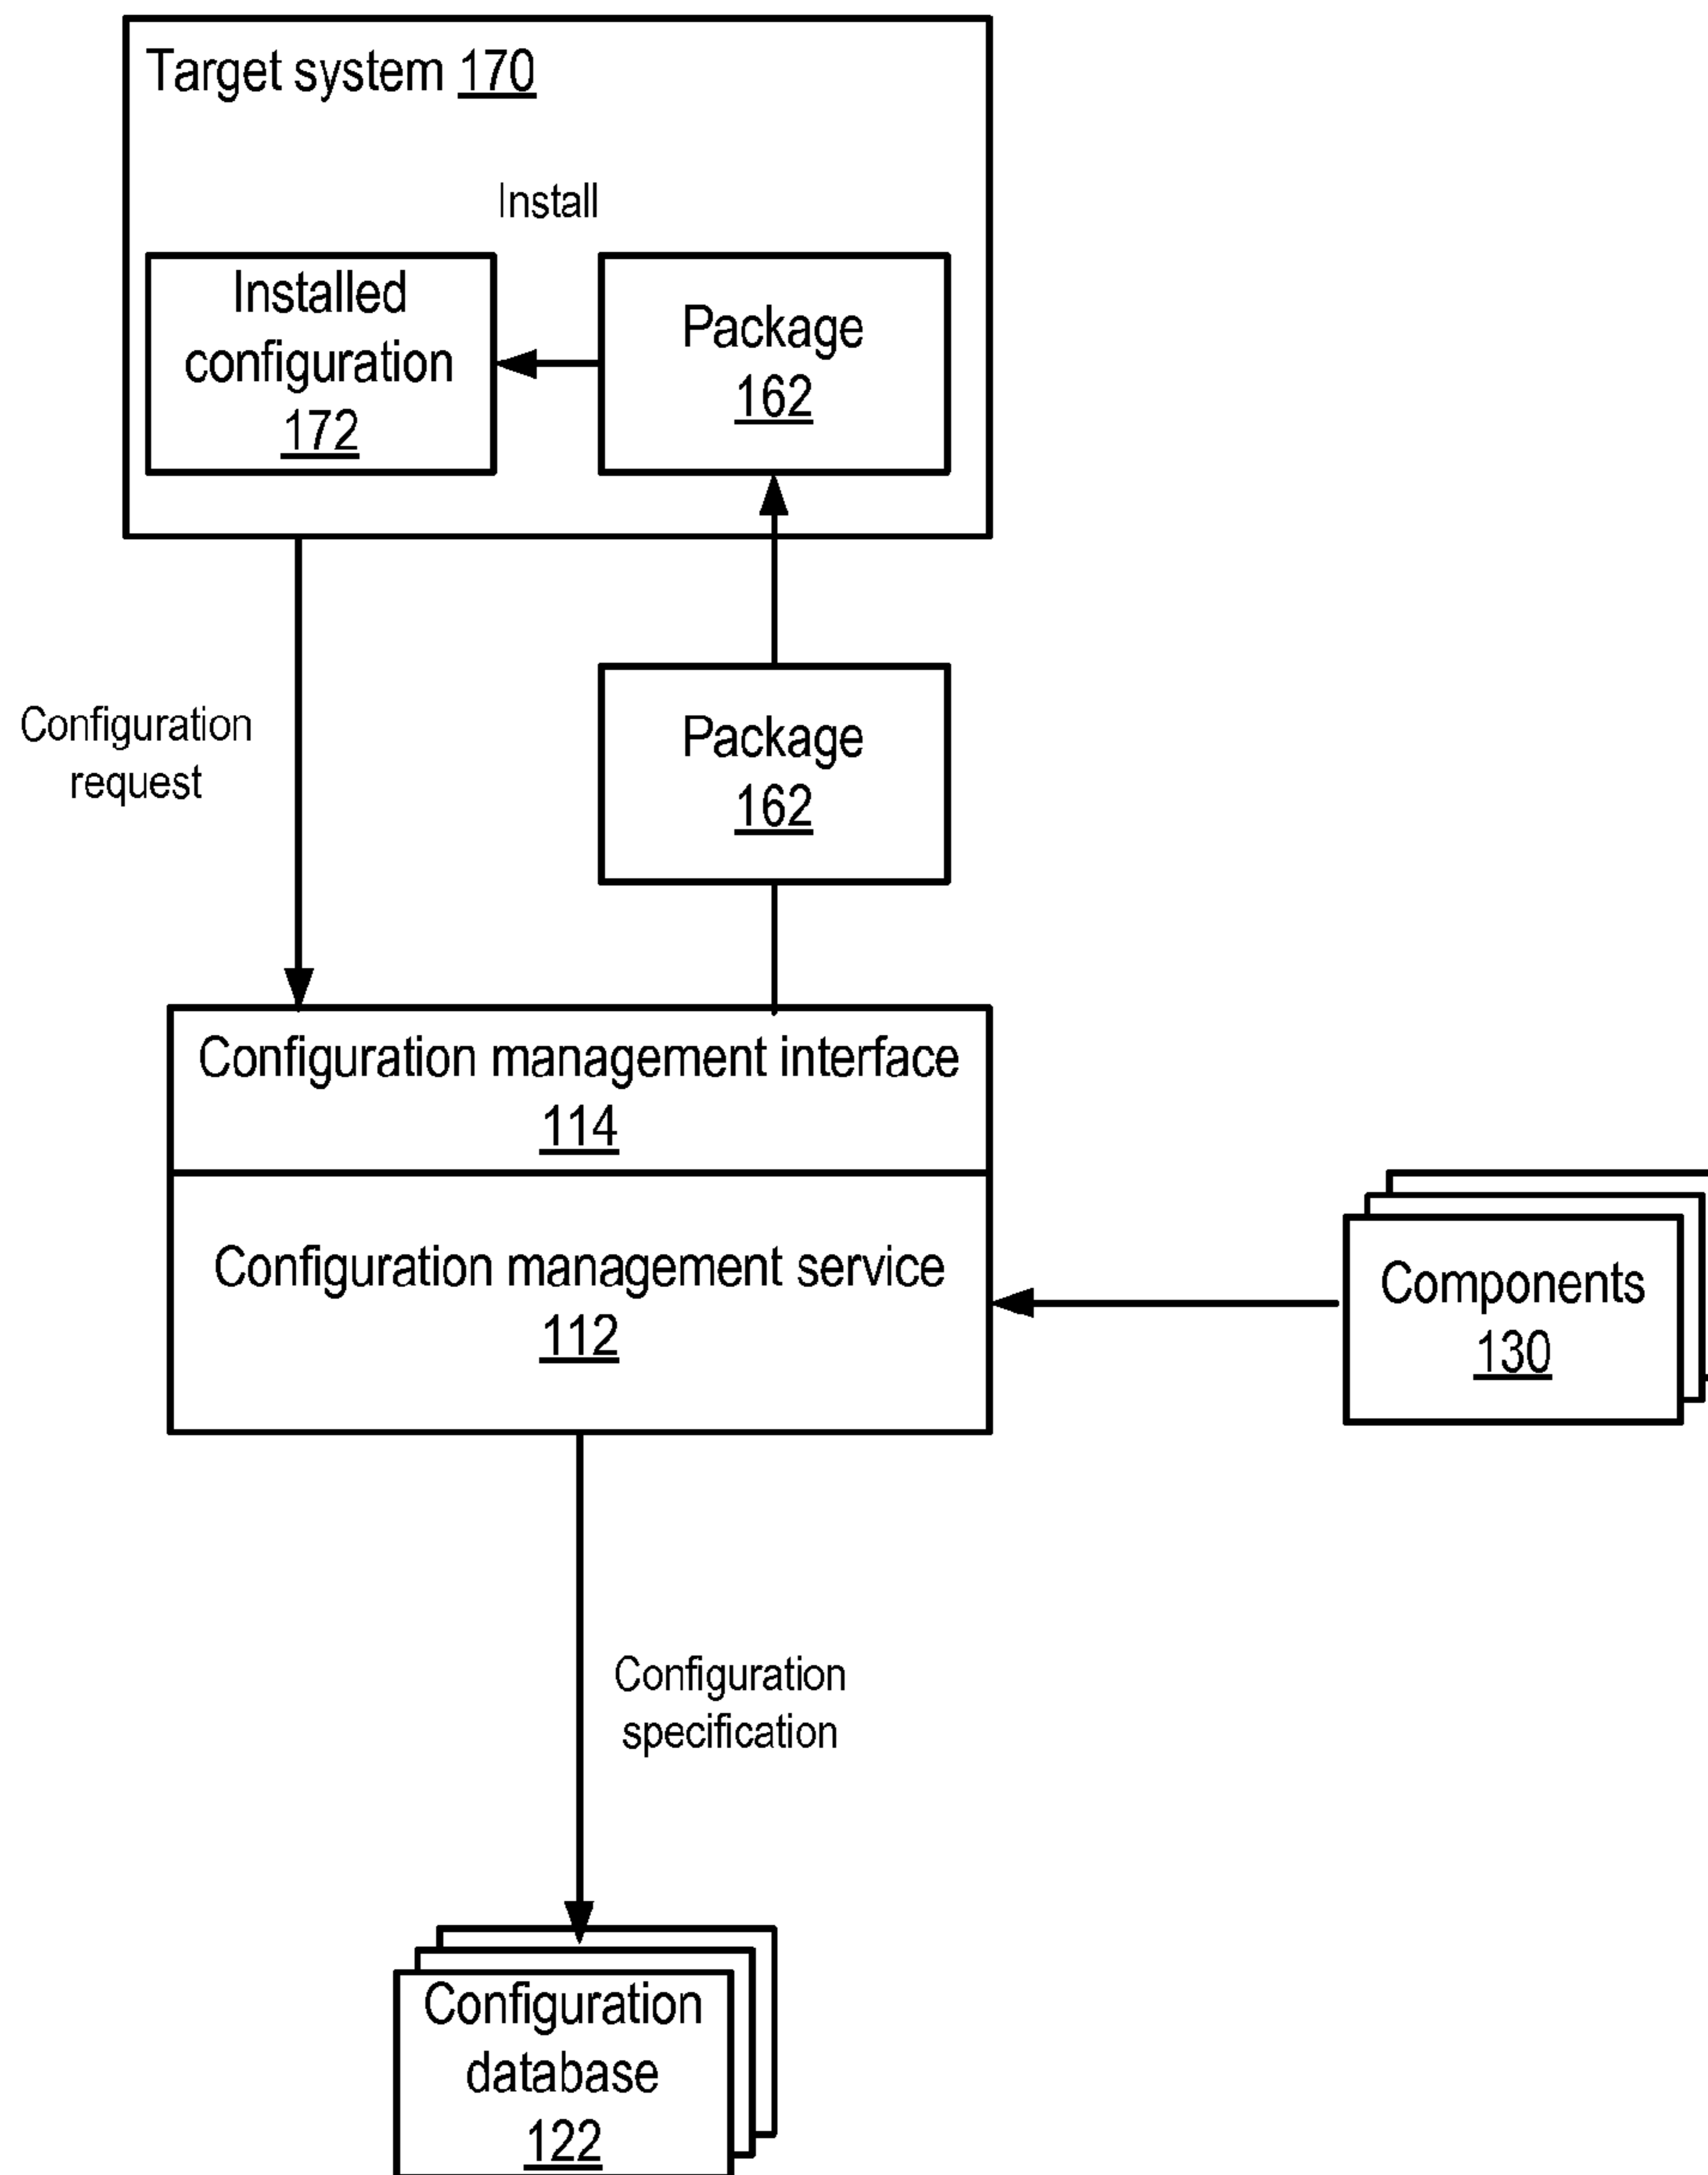 Target system 170
Install
Installed
configuration
172
Package
162
Configuration
request
Package
162
Configuration management interface
114
Configuration management service
112
Components
130
Configuration
specification
Configuration
database
122